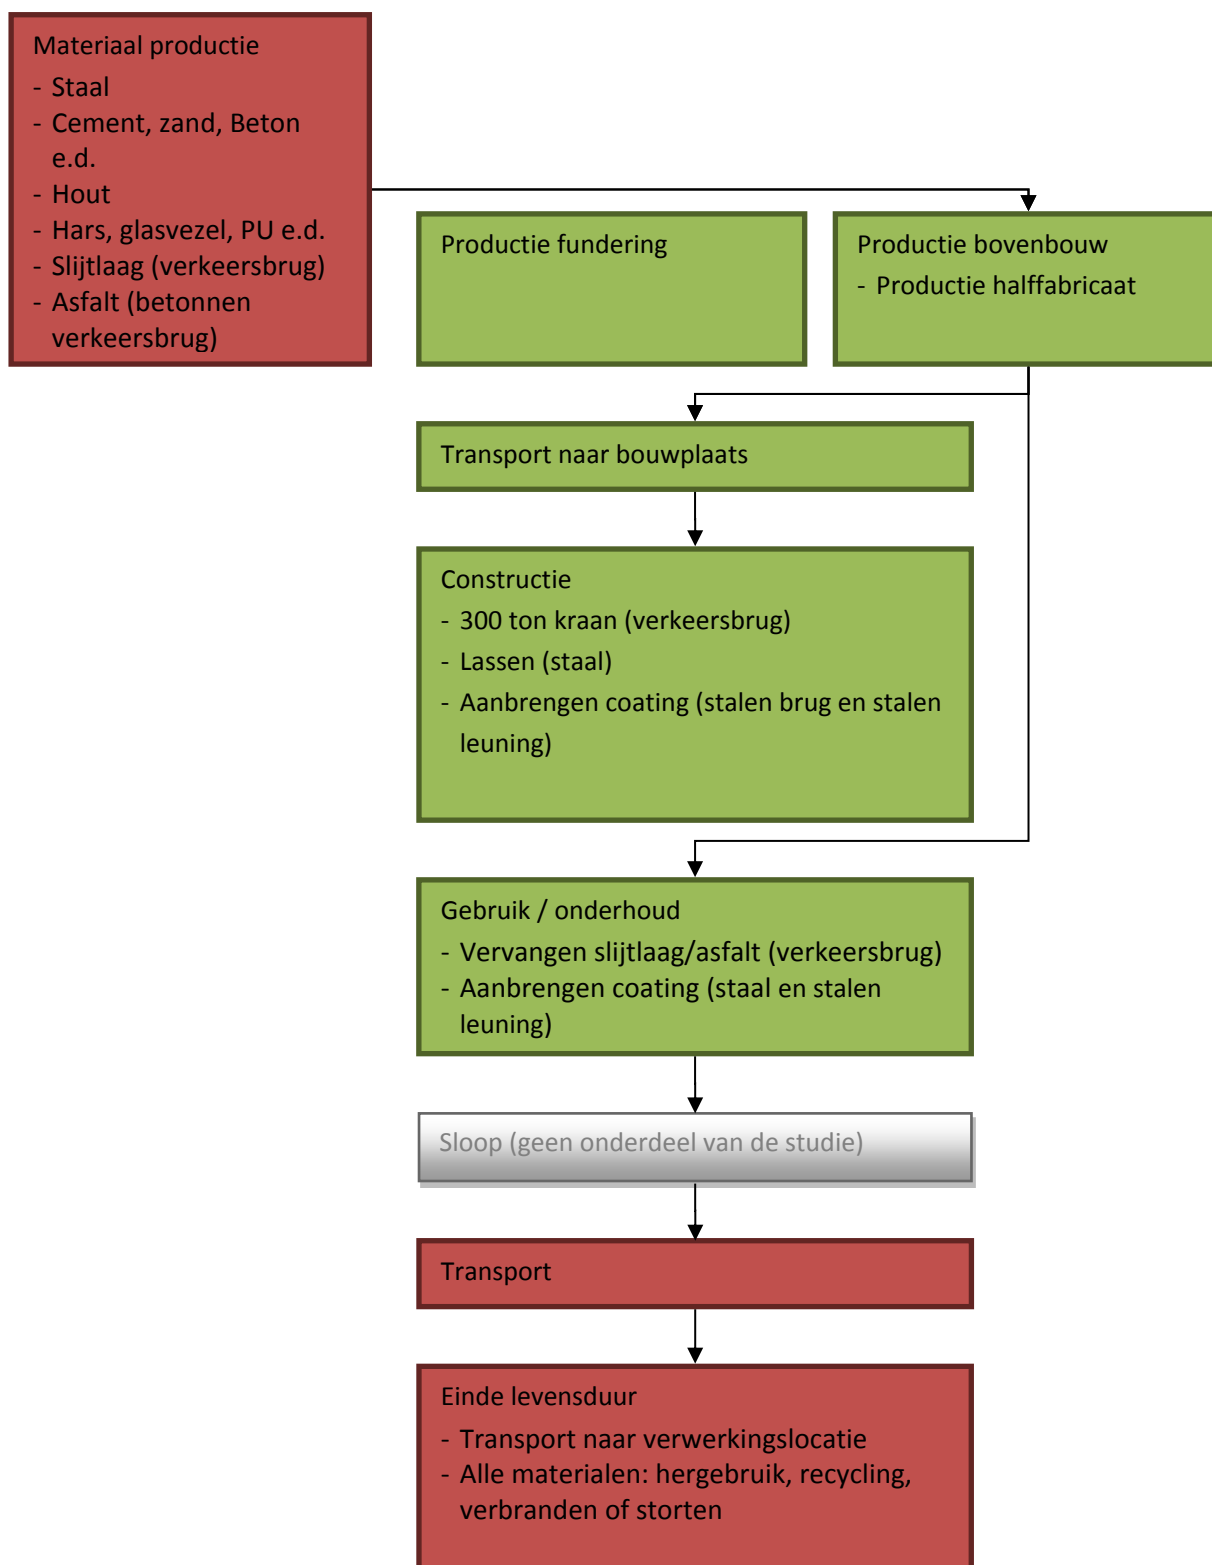 Materiaal productie
- Staal
- Cement, zand, Beton
e.d.
- Hout
- Hars, glasvezel, PU e.d.
- Slijtlaag (verkeersbrug)
- Asfalt (betonnen
verkeersbrug)
Productie fundering
Productie bovenbouw
- Productie halffabricaat
Transport naar bouwplaats
Constructie
- 300 ton kraan (verkeersbrug)
- Lassen (staal)
- Aanbrengen coating (stalen brug en stalen
leuning)
Gebruik / onderhoud
- Vervangen slijtlaag/asfalt (verkeersbrug)
- Aanbrengen coating (staal en stalen
leuning)
Sloop (geen onderdeel van de studie)
Transport
Einde levensduur
- Transport naar verwerkingslocatie
- Alle materialen: hergebruik, recycling,
verbranden of storten